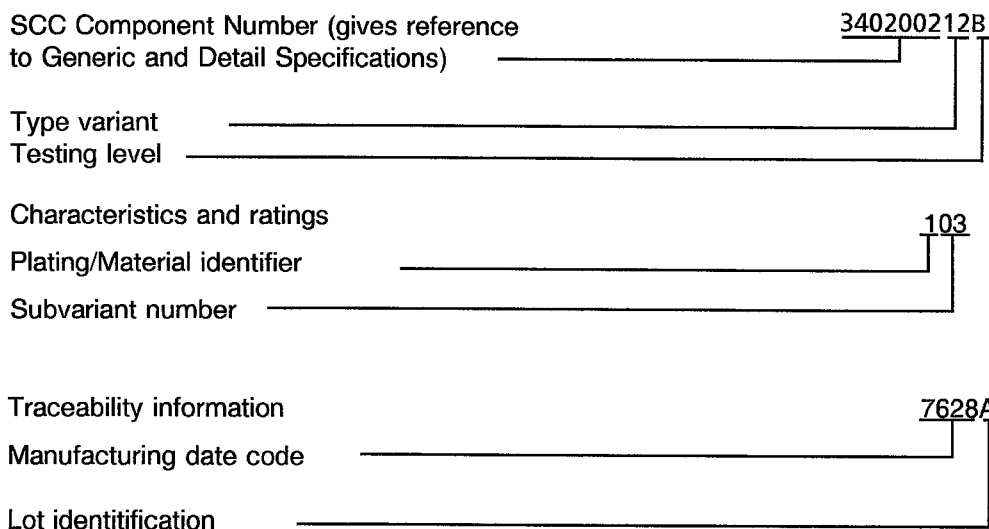 SCC Component Number (gives reference 340200212B
to Generic and Detail Specifications)
Type variant
Testing level
Characteristics and ratings 103
Plating/Material identifier
Subvariant number
Traceability information 7628A
Manufacturing date code
Lot identitification